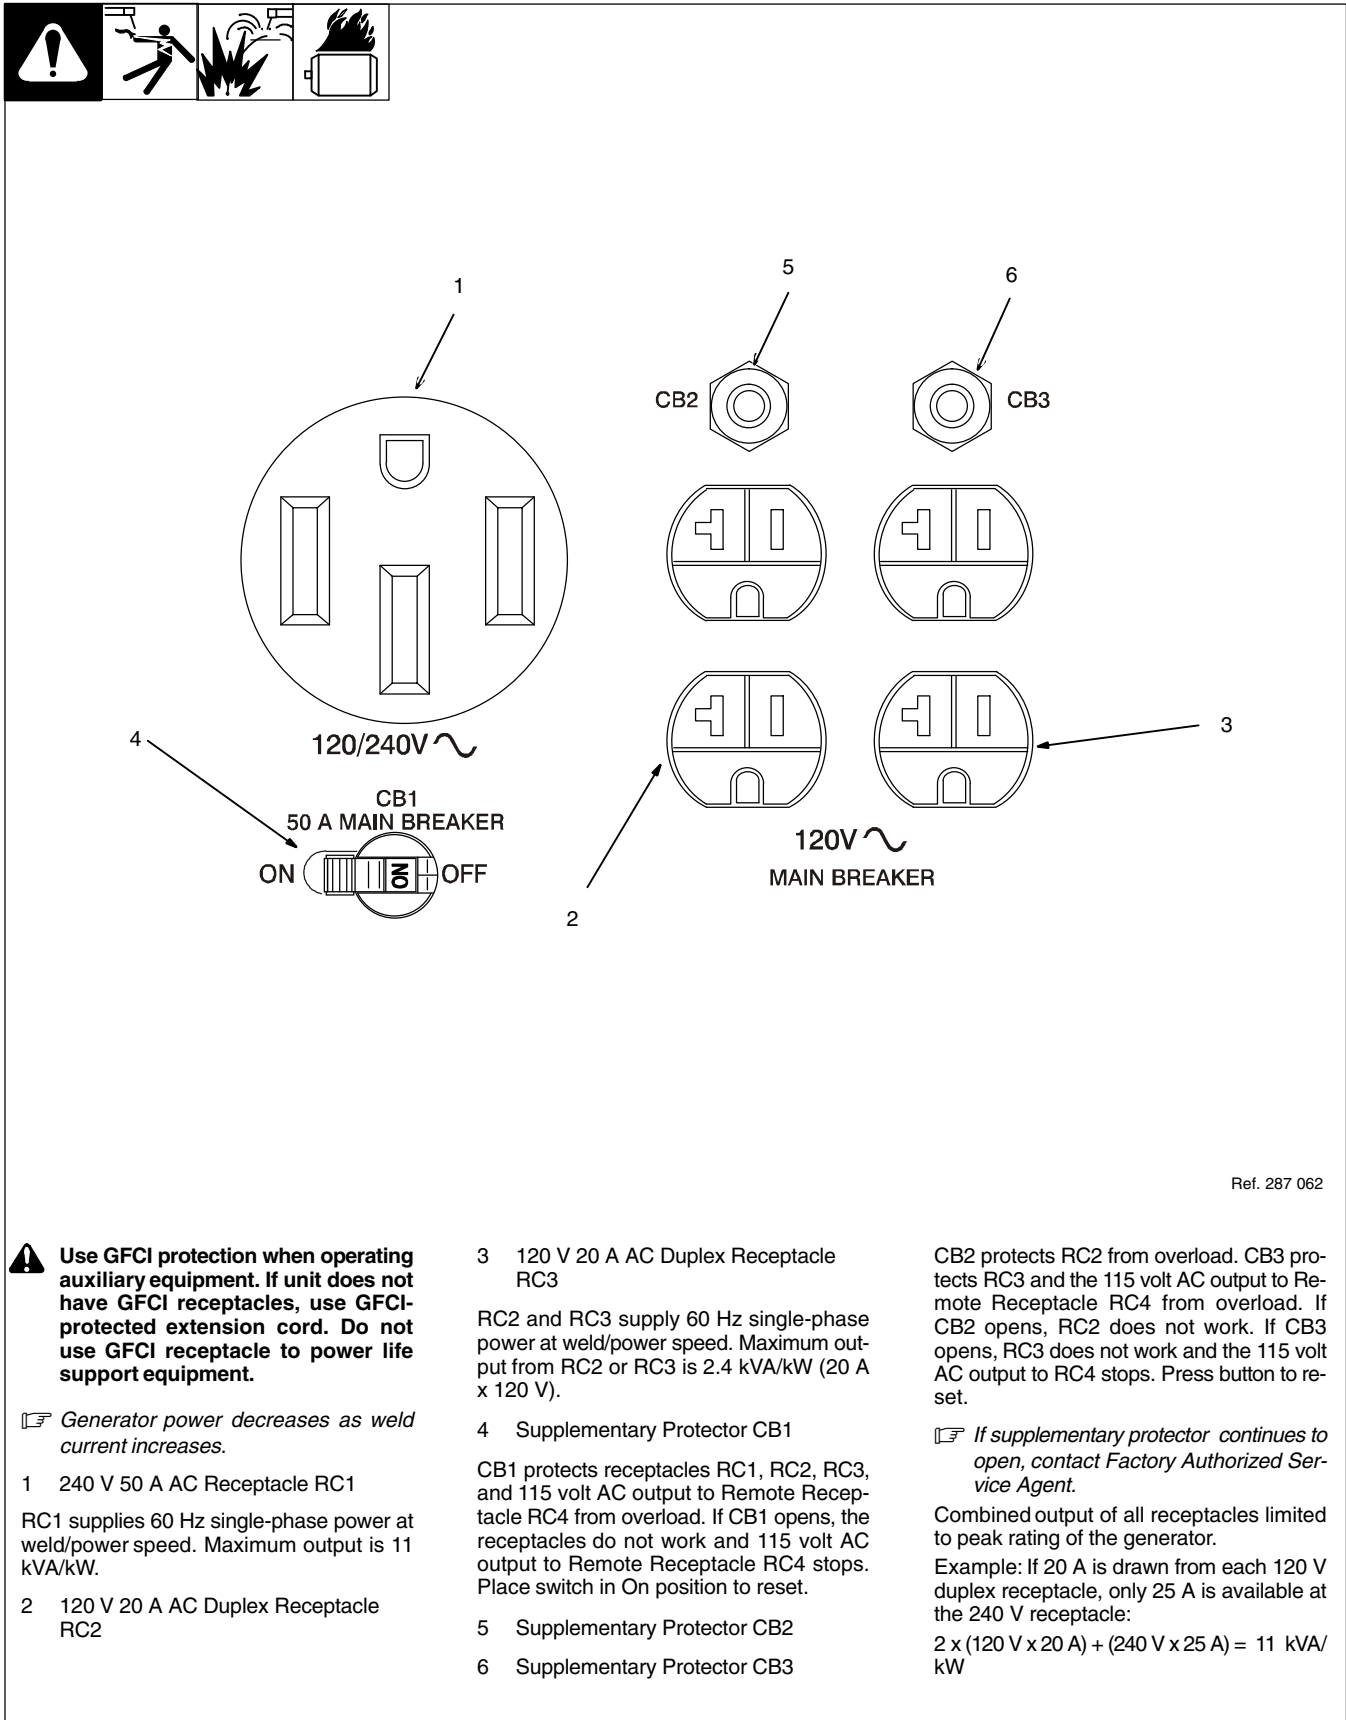 1
5
6
CB2
CB3
120/240V
4
3
CB1
50 A MAIN BREAKER
ON
ON
OFF
120V
MAIN BREAKER
2
Ref. 287 062
Use GFCI protection when operating
auxiliary equipment. If unit does not
have GFCI receptacles, use GFCI-
protected extension cord. Do not
use GFCI receptacle to power life
support equipment.
Generator power decreases as weld
current increases.
1 240 V 50 A AC Receptacle RC1
RC1 supplies 60 Hz single-phase power at
weld/power speed. Maximum output is 11
kVA/kW.
2 120 V 20 A AC Duplex Receptacle
RC2
3 120 V 20 A AC Duplex Receptacle
RC3
RC2 and RC3 supply 60 Hz single-phase
power at weld/power speed. Maximum out-
put from RC2 or RC3 is 2.4 kVA/kW (20 A
x 120 V).
4 Supplementary Protector CB1
CB1 protects receptacles RC1, RC2, RC3,
and 115 volt AC output to Remote Recep-
tacle RC4 from overload. If CB1 opens, the
receptacles do not work and 115 volt AC
output to Remote Receptacle RC4 stops.
Place switch in On position to reset.
5 Supplementary Protector CB2
6 Supplementary Protector CB3
CB2 protects RC2 from overload. CB3 pro-
tects RC3 and the 115 volt AC output to Re-
mote Receptacle RC4 from overload. If
CB2 opens, RC2 does not work. If CB3
opens, RC3 does not work and the 115 volt
AC output to RC4 stops. Press button to re-
set.
If supplementary protector continues to
open, contact Factory Authorized Ser-
vice Agent.
Combined output of all receptacles limited
to peak rating of the generator.
Example: If 20 A is drawn from each 120 V
duplex receptacle, only 25 A is available at
the 240 V receptacle:
2 x (120 V x 20 A) + (240 V x 25 A) = 11 kVA/
kW